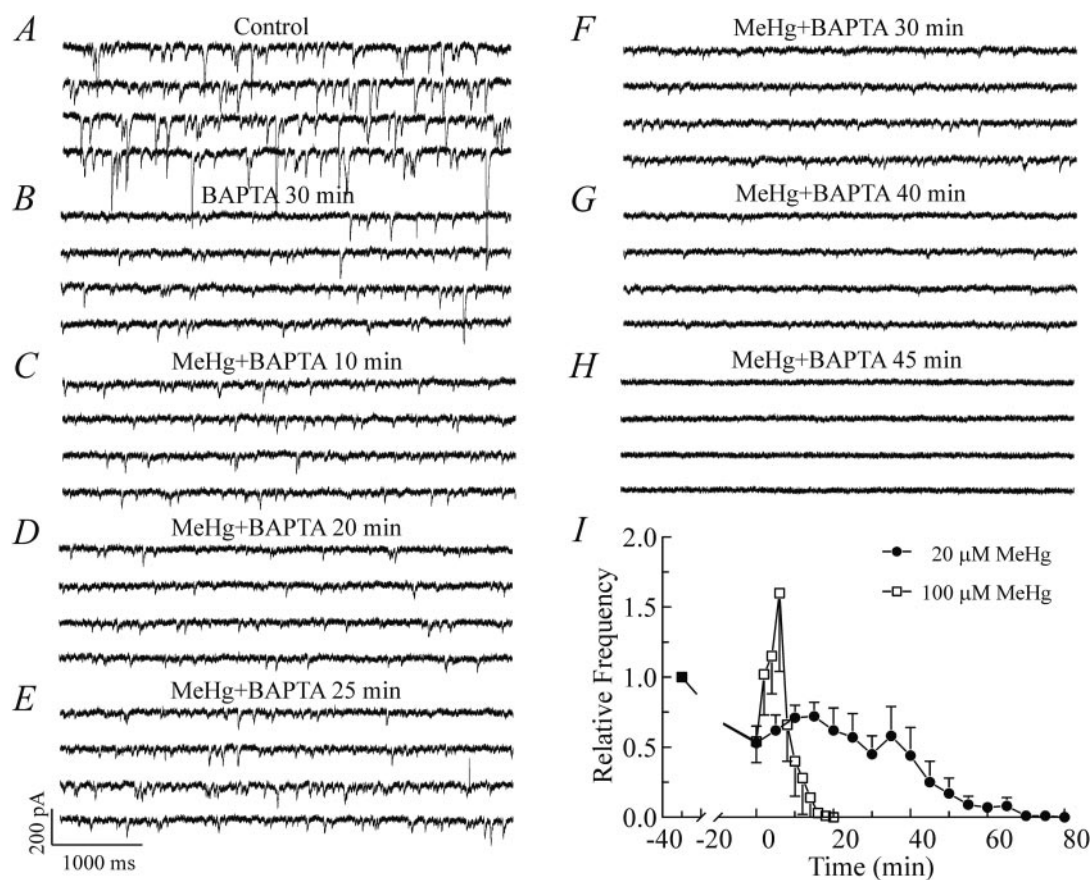 A
Control
B
BAPTA 30 min
C
MeHg+BAPTA 10 min
D
MeHg+BAPTA 20 min
E
MeHg+BAPTA 25 min
200 pA
1000 ms
F
MeHg+BAPTA 30 min
G
MeHg+BAPTA 40 min
H
MeHg+BAPTA 45 min
I
20 μM MeHg
100 μM MeHg
Relative Frequency
2.0
1.5
1.0
0.5
0.0
-40 -20 0 20 40 60 80
Time (min)